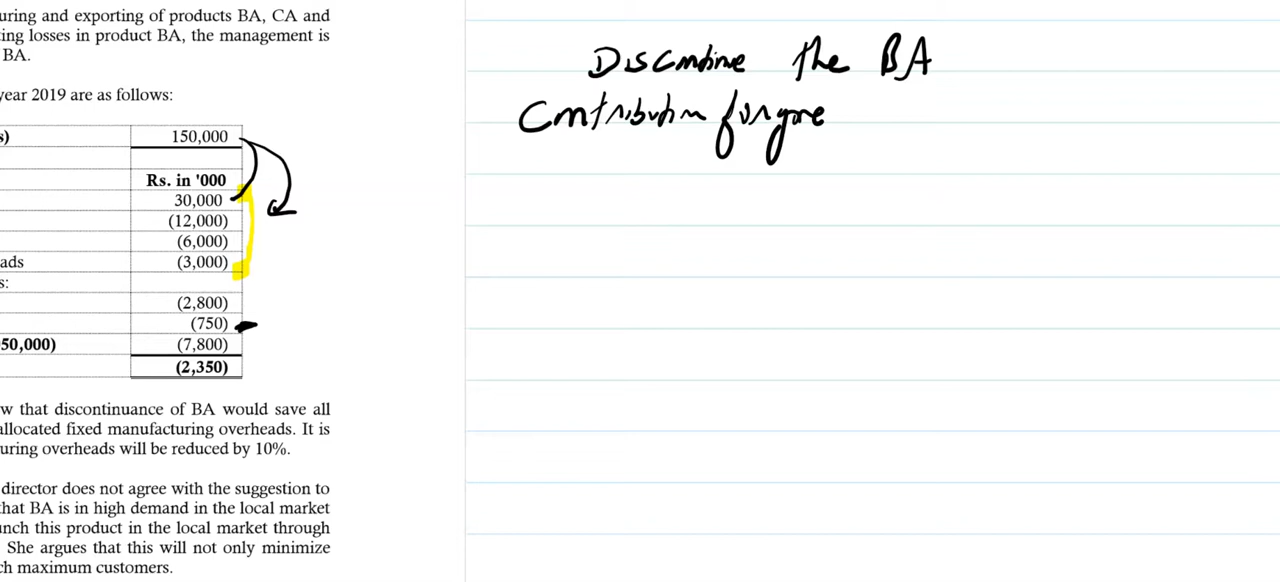 uring and exporting of products BA, CA and
ting losses in product BA, the management is
BA.
year 2019 are as follows:
s) 150,000
Rs. in '000
30,000
(12,000)
(6,000)
ads (3,000)
s:
(2,800)
(750)
50,000) (7,800)
(2,350)
w that discontinuance of BA would save all
allocated fixed manufacturing overheads. It is
uring overheads will be reduced by 10%.
director does not agree with the suggestion to
that BA is in high demand in the local market
unch this product in the local market through
She argues that this will not only minimize
ch maximum customers.
the BA
Contribution forgone